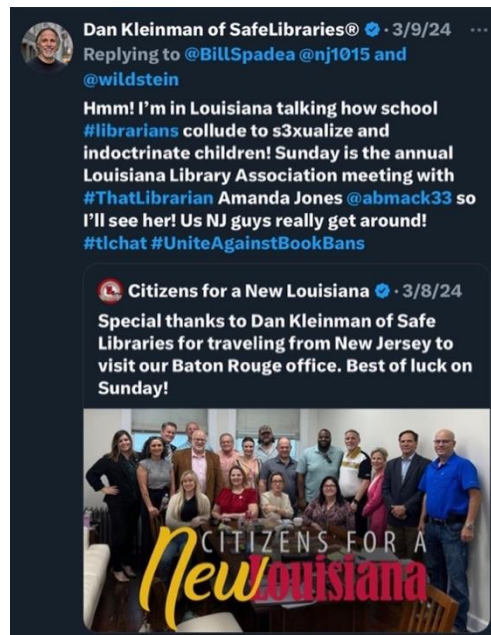 Dan Kleinman of SafeLibraries® · 3/9/24 ...
Replying to @BillSpadea @nj1015 and
@wildstein
Hmm! I'm in Louisiana talking how school
#librarians collude to s3xualize and
indoctrinate children! Sunday is the annual
Louisiana Library Association meeting with
#ThatLibrarian Amanda Jones @abmack33 so
I'll see her! Us NJ guys really get around!
#tlchat #UniteAgainstBookBans
Citizens for a New Louisiana · 3/8/24
Special thanks to Dan Kleinman of Safe
Libraries for traveling from New Jersey to
visit our Baton Rouge office. Best of luck on
Sunday!
CITIZENS FOR A
New Louisiana